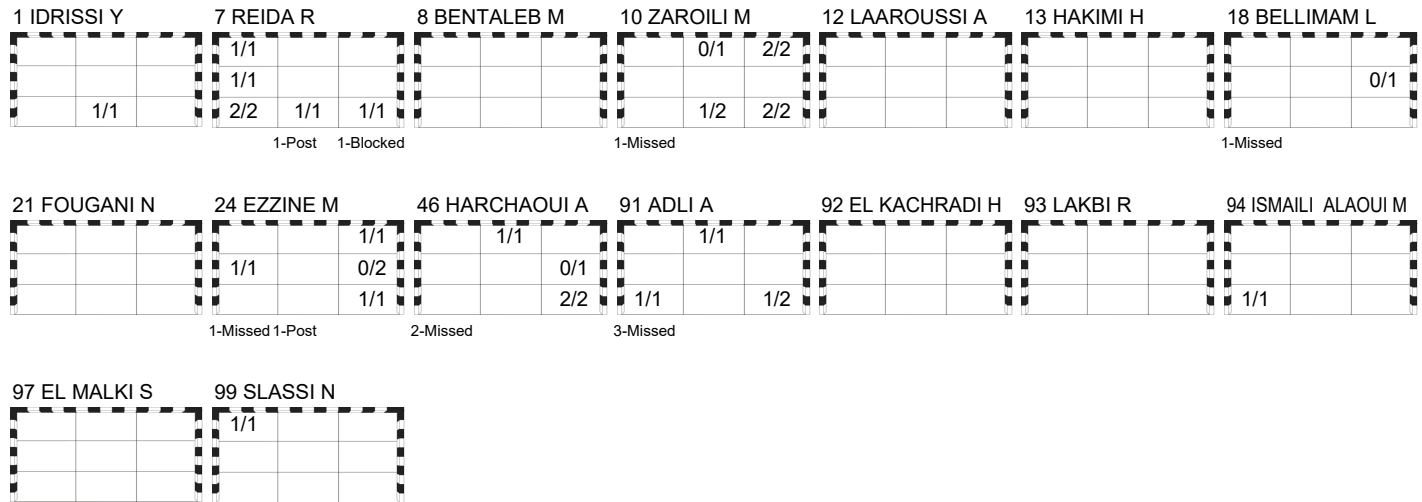 1 IDRISSI Y 7 REIDA R 8 BENTALEB M 10 ZAROILI M 12 LAAROUSSI A 13 HAKIMI H 18 BELLIMAM L
1/1 0/1 2/2
1/1 0/1
1/1 2/2 1/1 1/1 1/2 2/2
1-Post 1-Blocked 1-Missed 1-Missed
21 FOUGANI N 24 EZZINE M 46 HARCHAOUI A 91 ADLI A 92 EL KACHRADI H 93 LAKBI R 94 ISMAILI ALAOUI M
1/1 1/1 1/1
1/1 0/2 0/1
1/1 2/2 1/1 1/2 1/1
1-Missed 1-Post 2-Missed 3-Missed
97 EL MALKI S 99 SLASSI N
1/1